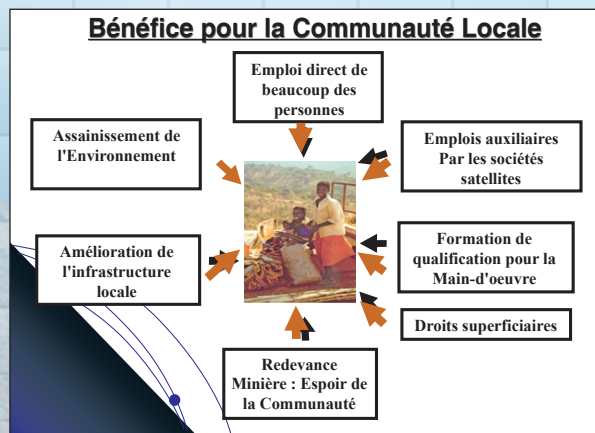 Bénéfice pour la Communauté Locale
Emploi direct de
beaucoup des
personnes
Assainissement de
l'Environnement
Emplois auxiliaires
Par les sociétés
satellites
Amélioration de
l'infrastructure
locale
Formation de
qualification pour la
Main-d'oeuvre
Droits superficiaires
Redevance
Minière : Espoir de
la Communauté